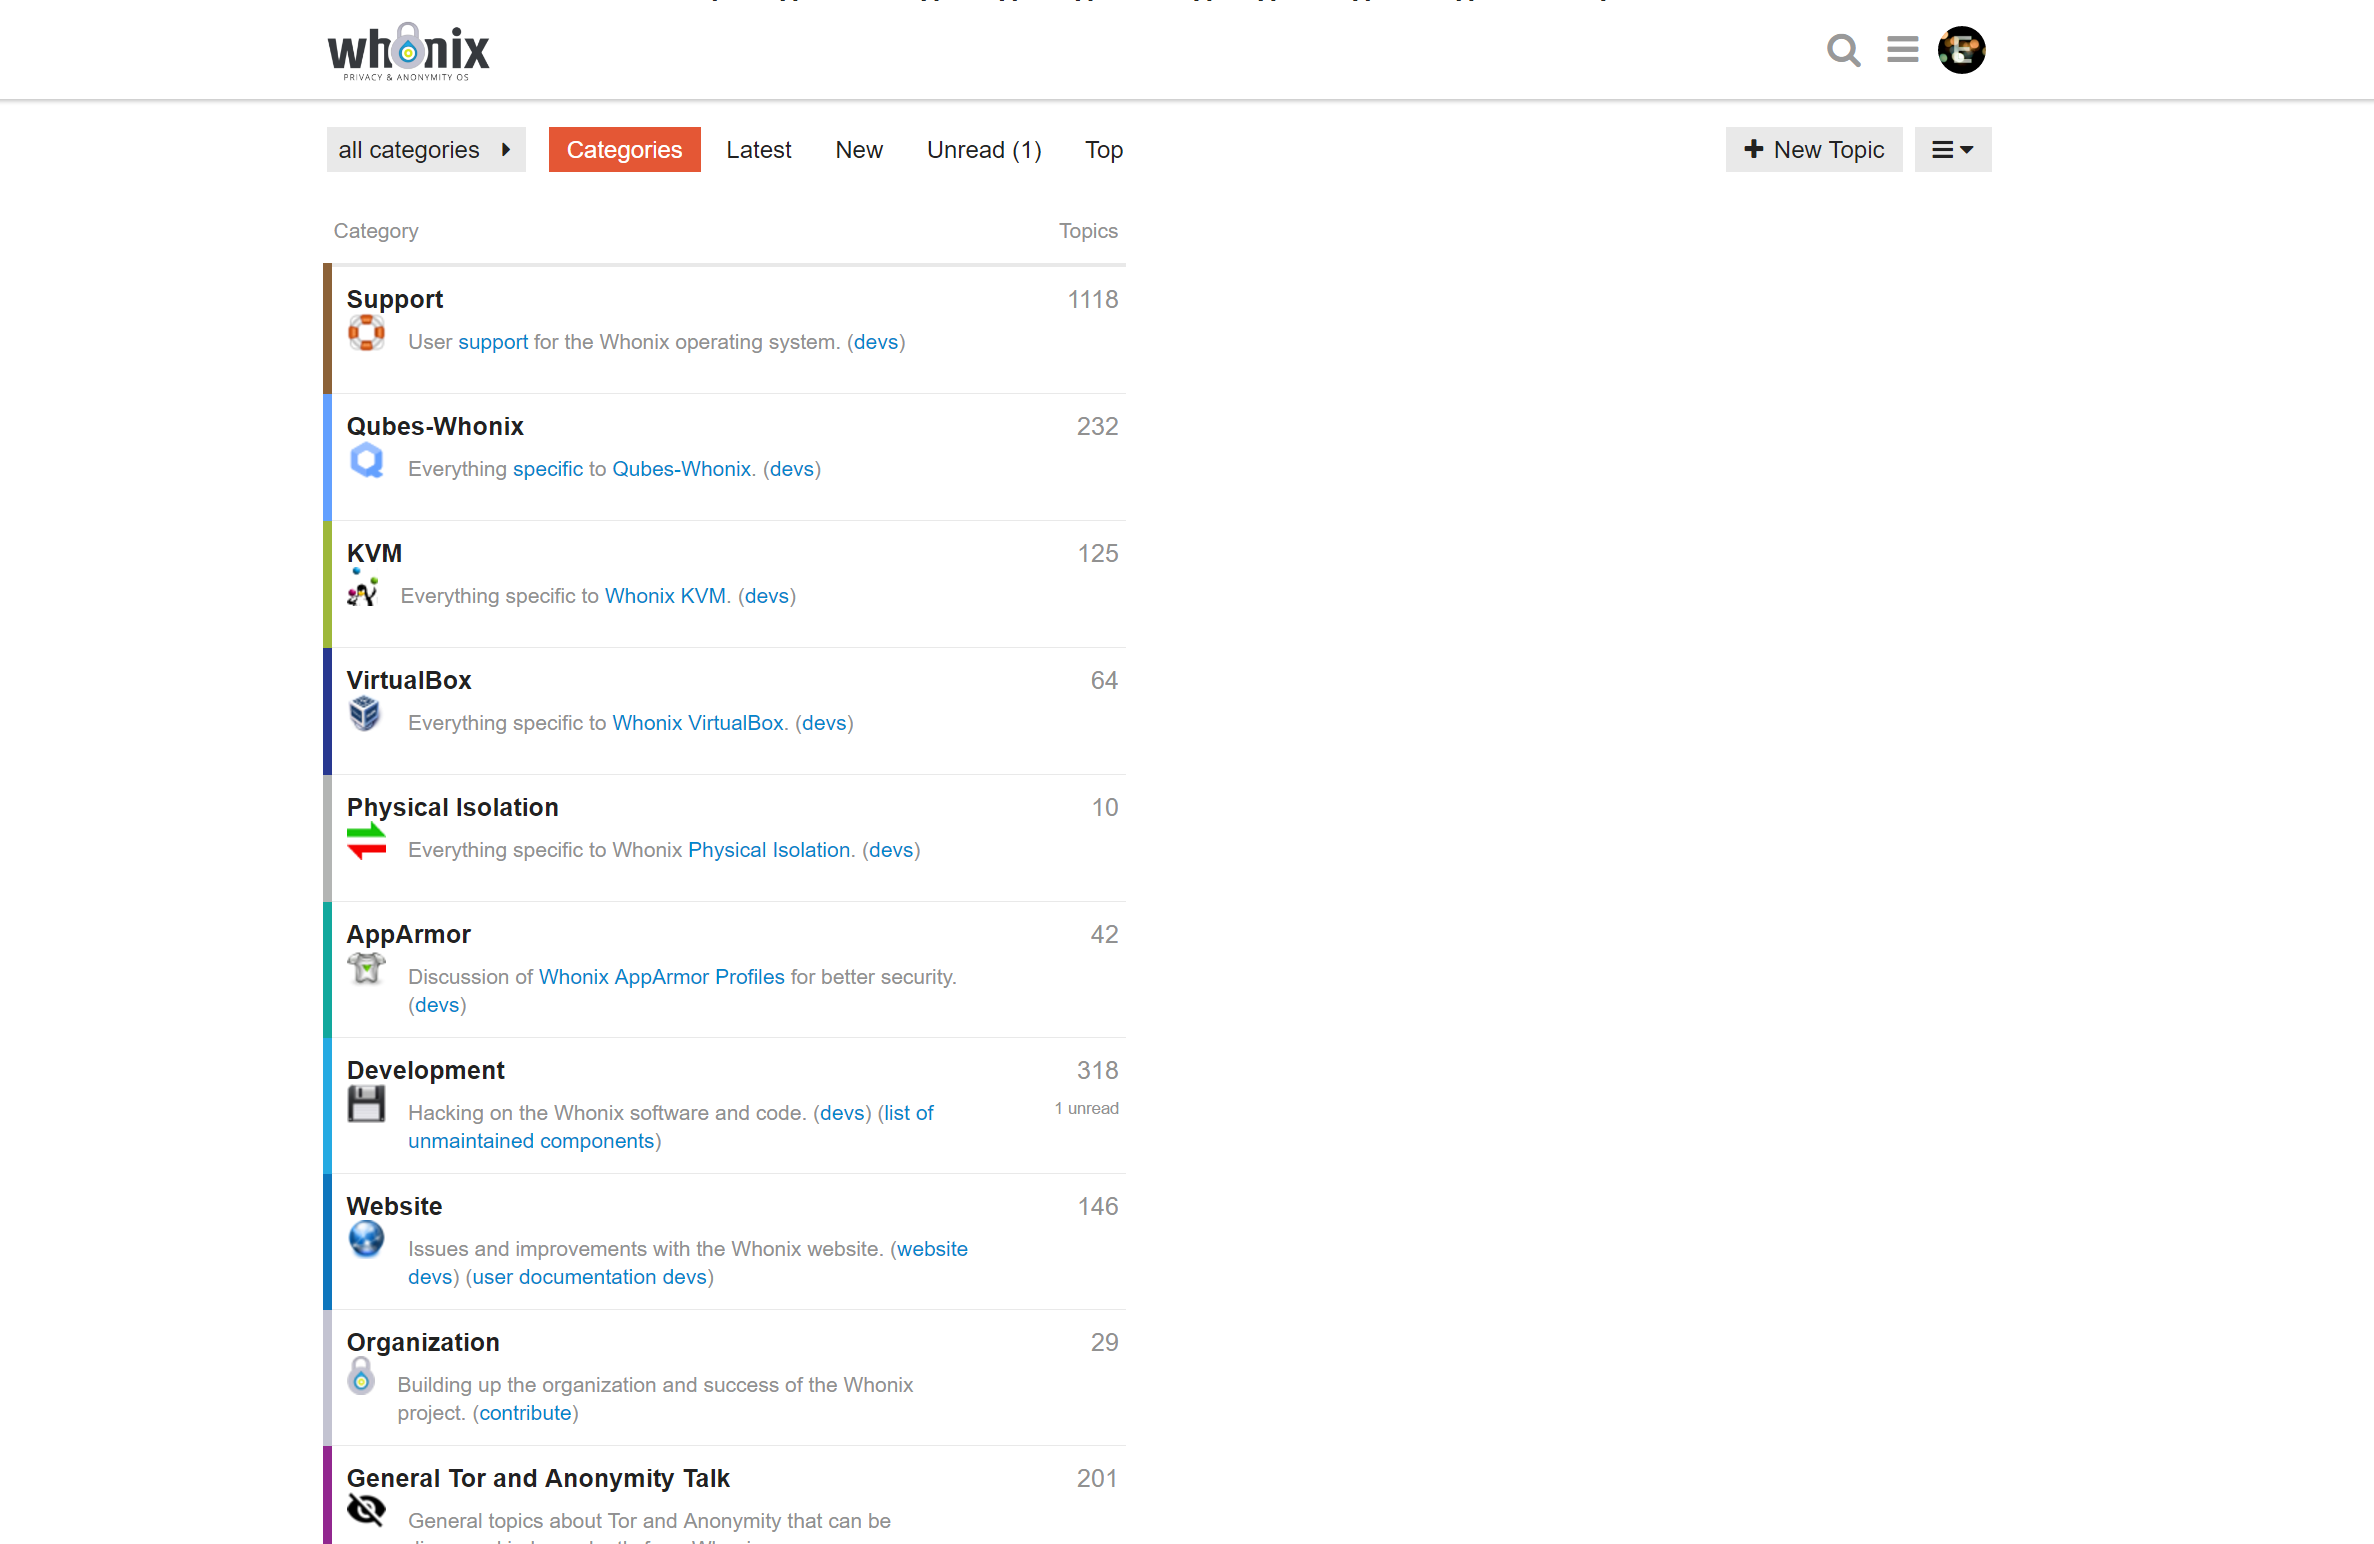 whonix
PRIVACY & ANONYMITY OS
all categories
Categories
Latest
New
Unread (1)
Top
New Topic
Category
Topics
Support
1118
User support for the Whonix operating system. (devs)
Qubes-Whonix
232
Everything specific to Qubes-Whonix. (devs)
KVM
125
Everything specific to Whonix KVM. (devs)
VirtualBox
64
Everything specific to Whonix VirtualBox. (devs)
Physical Isolation
10
Everything specific to Whonix Physical Isolation. (devs)
AppArmor
42
Discussion of Whonix AppArmor Profiles for better security.
(devs)
Development
318
Hacking on the Whonix software and code. (devs) (list of
1 unread
unmaintained components)
Website
146
Issues and improvements with the Whonix website. (website
devs) (user documentation devs)
Organization
29
Building up the organization and success of the Whonix
project. (contribute)
General Tor and Anonymity Talk
201
General topics about Tor and Anonymity that can be